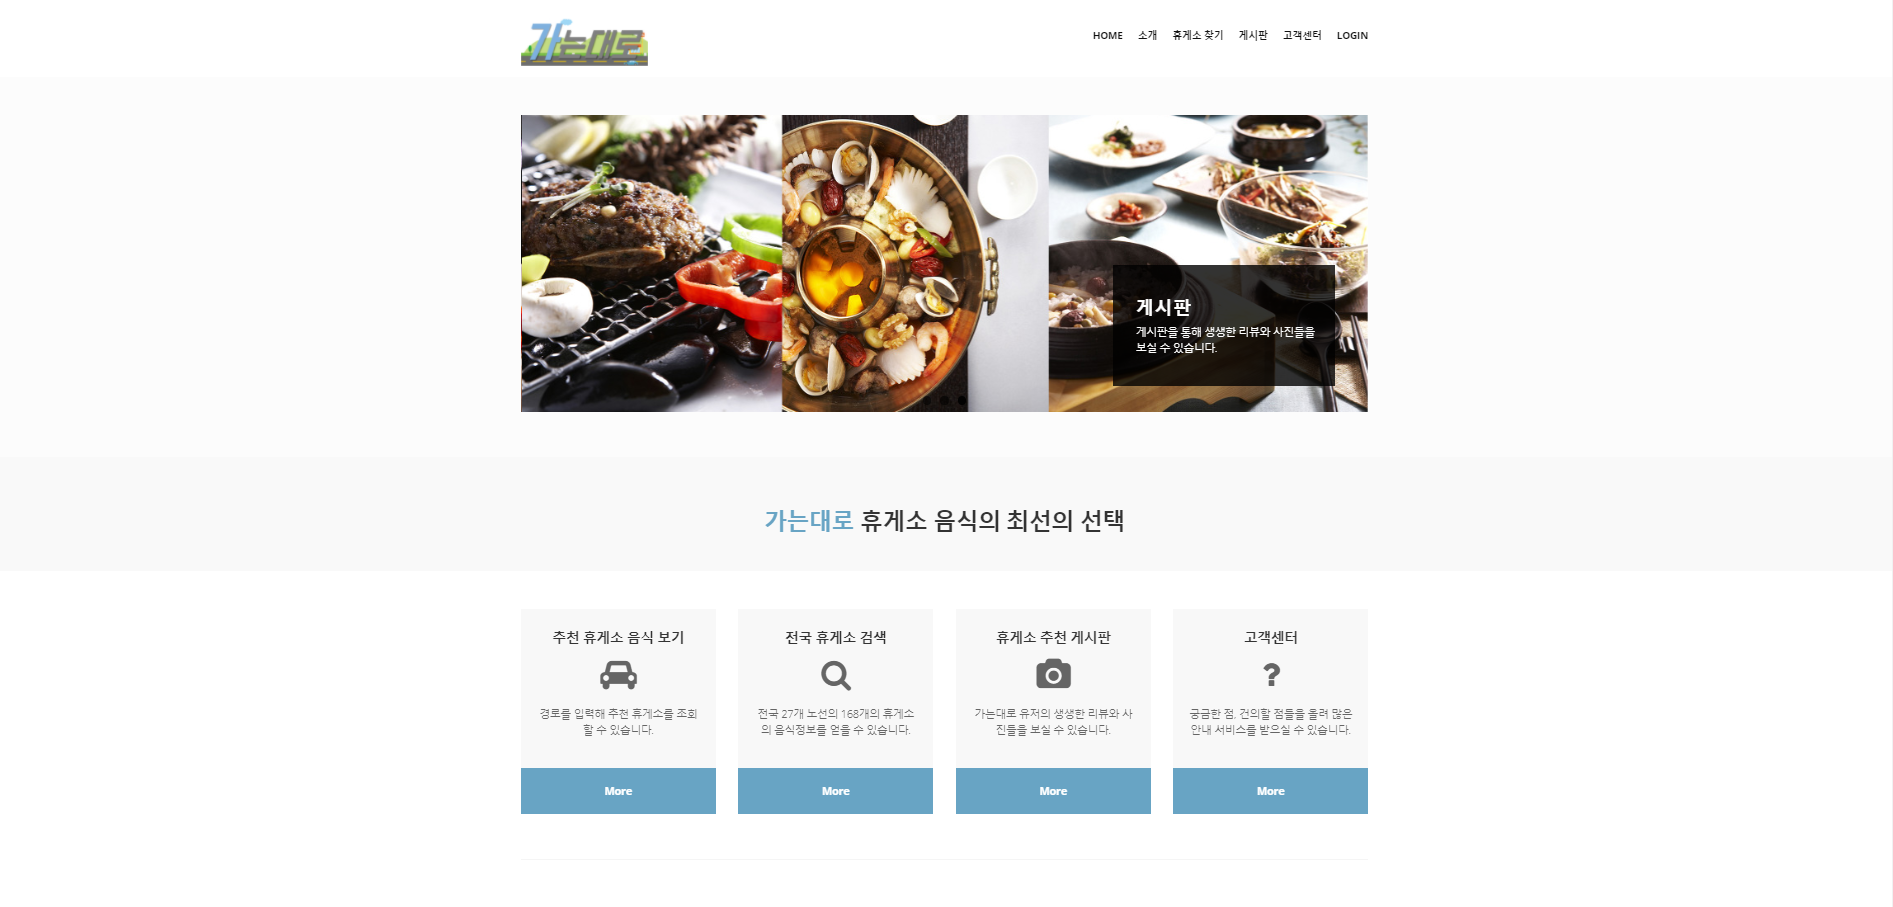 가는대로
HOME 소개 휴게소 찾기 게시판 고객센터 LOGIN
게시판
게시판을 통해 생생한 리뷰와 사진들을
보실 수 있습니다.
가는대로 휴게소 음식의 최선의 선택
추천 휴게소 음식 보기
경로를 입력해 추천 휴게소를 조회
할 수 있습니다.
More
전국 휴게소 검색
전국 27개 노선의 168개의 휴게소
의 음식정보를 얻을 수 있습니다.
More
휴게소 추천 게시판
가는대로 유저의 생생한 리뷰와 사
진들을 보실 수 있습니다.
More
고객센터
?
궁금한 점, 건의할 점들을 올려 많은
안내 서비스를 받으실 수 있습니다.
More